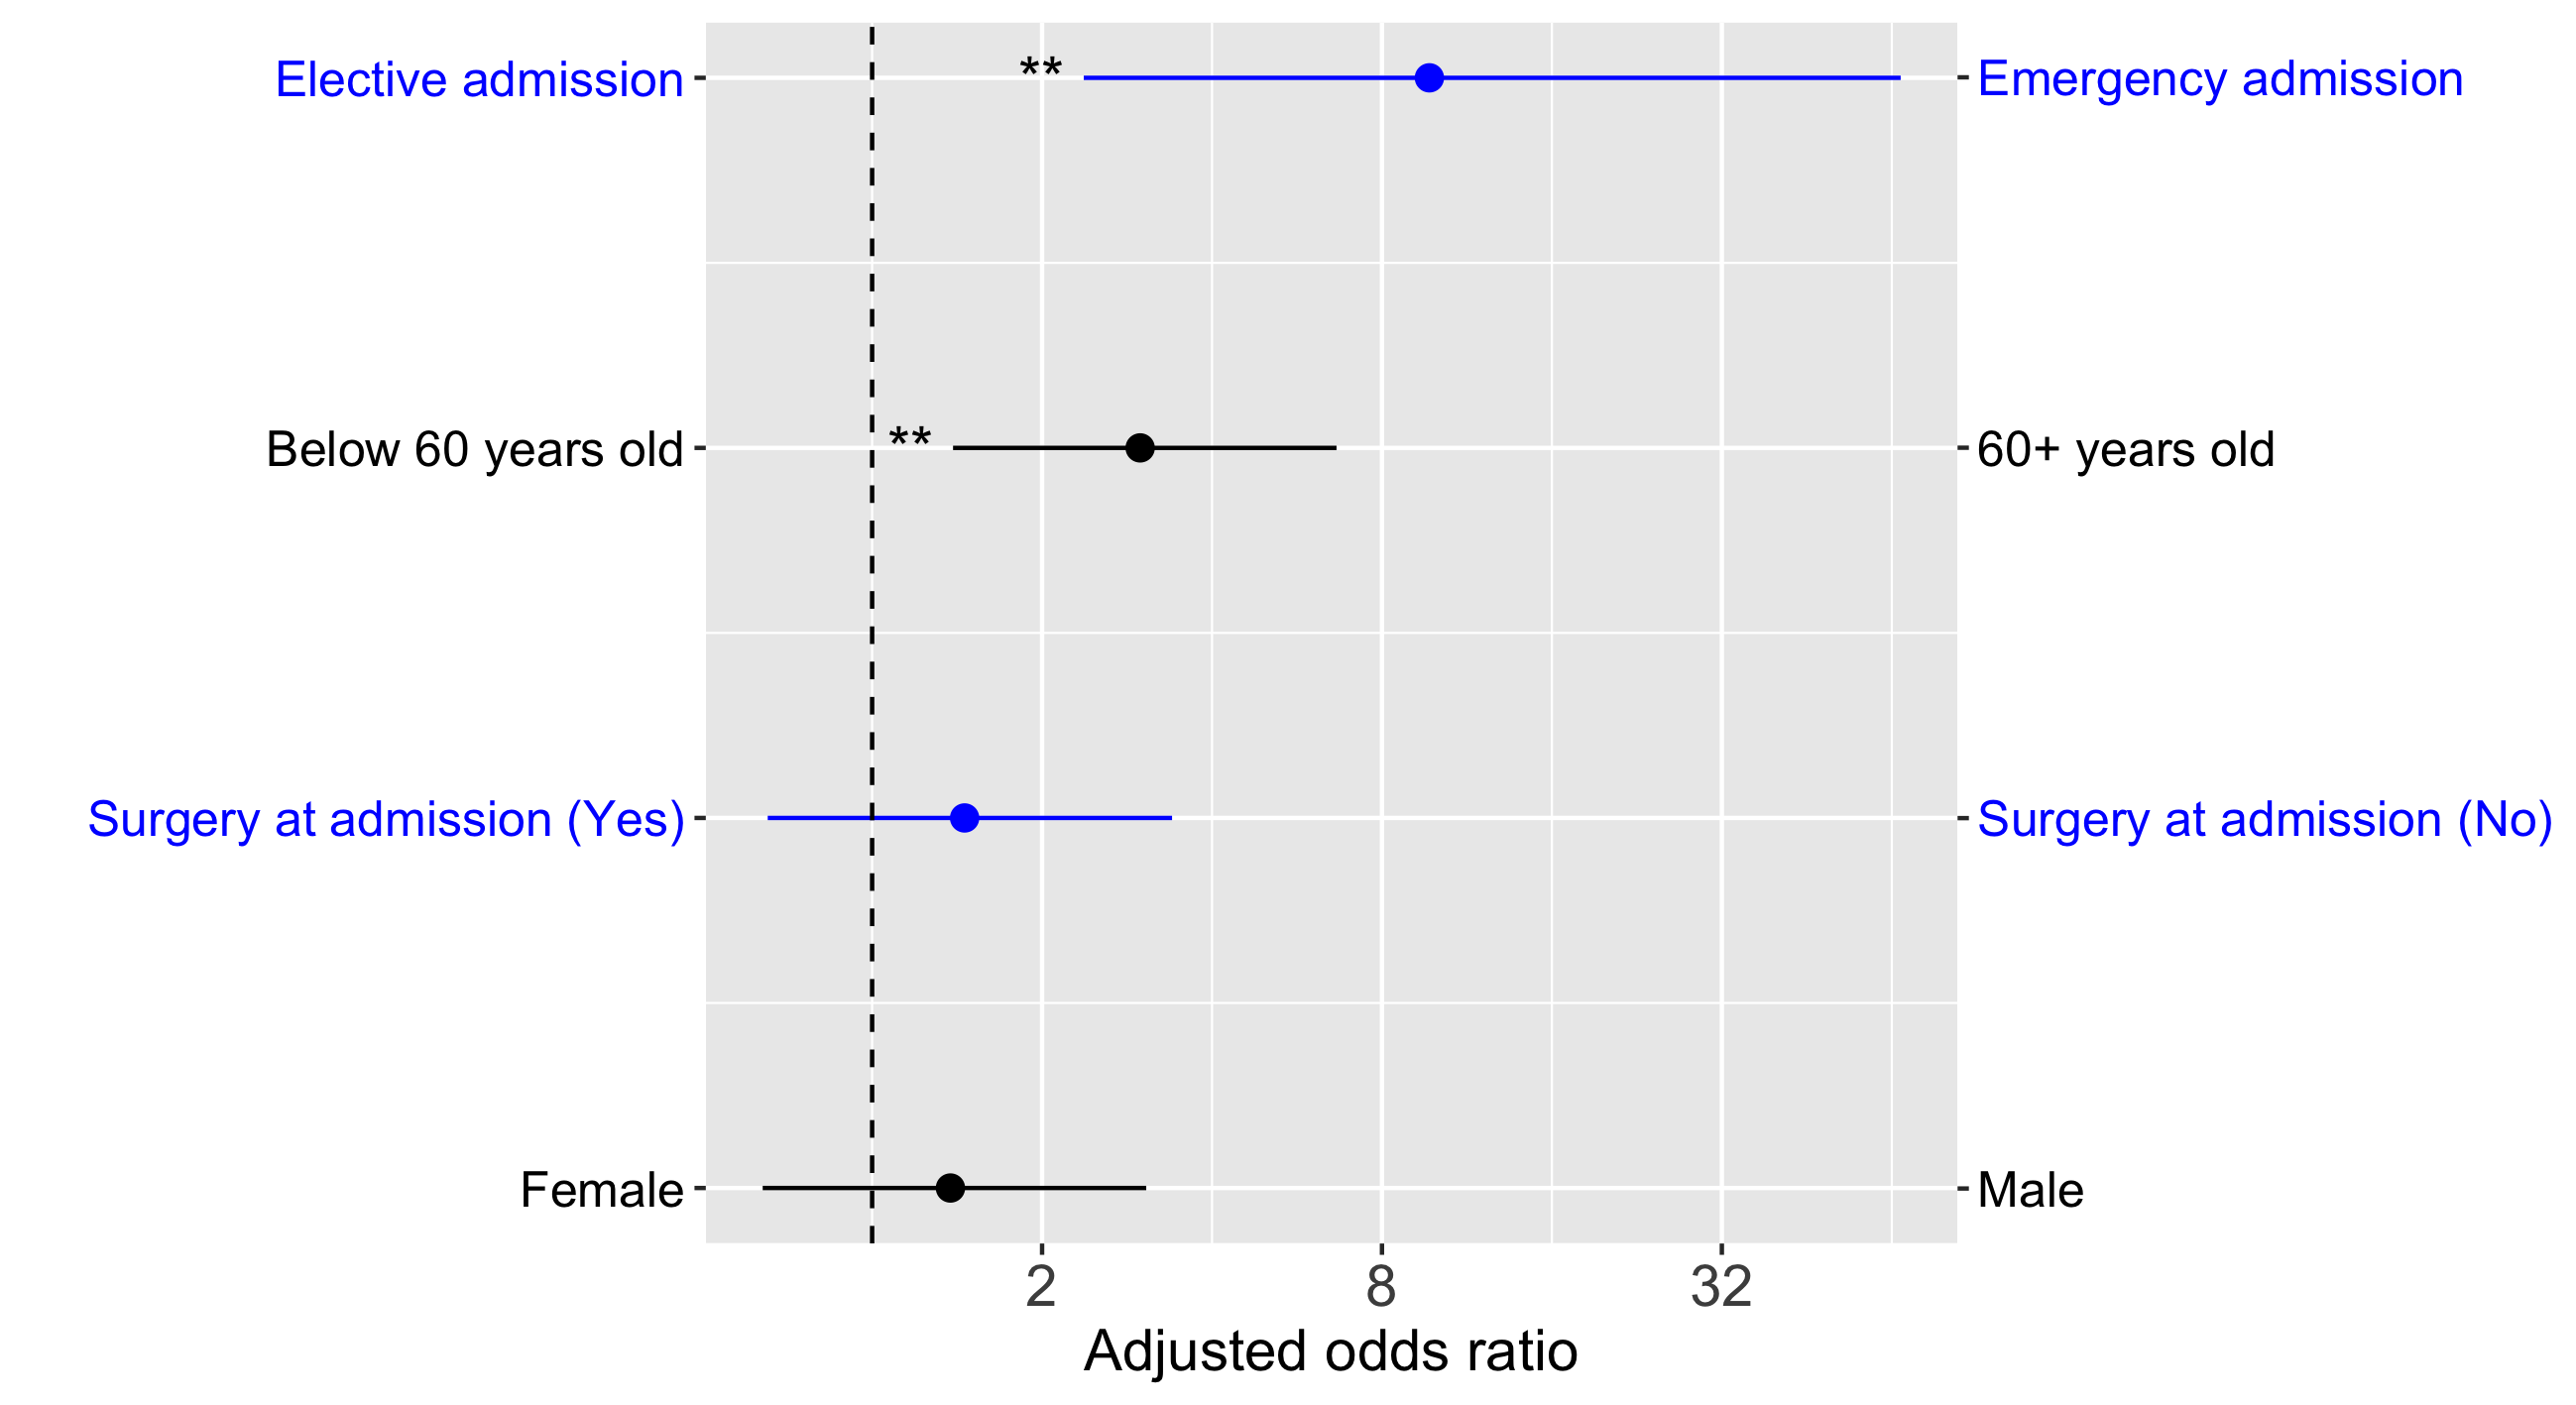 Elective admission
**
Emergency admission
Below 60 years old
**
60+ years old
Surgery at admission (Yes)
Surgery at admission (No)
Female
Male
2
8
32
Adjusted odds ratio